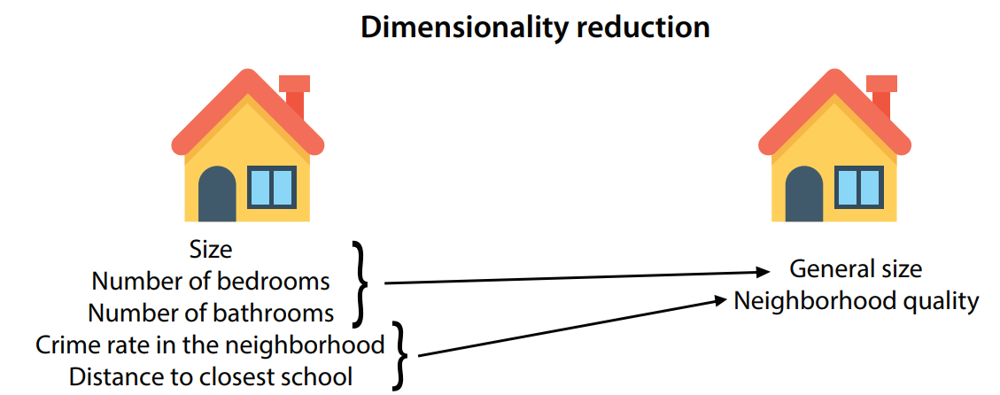 Dimensionality reduction
Size
Number of bedrooms
Number of bathrooms
Crime rate in the neighborhood
Distance to closest school
General size
Neighborhood quality